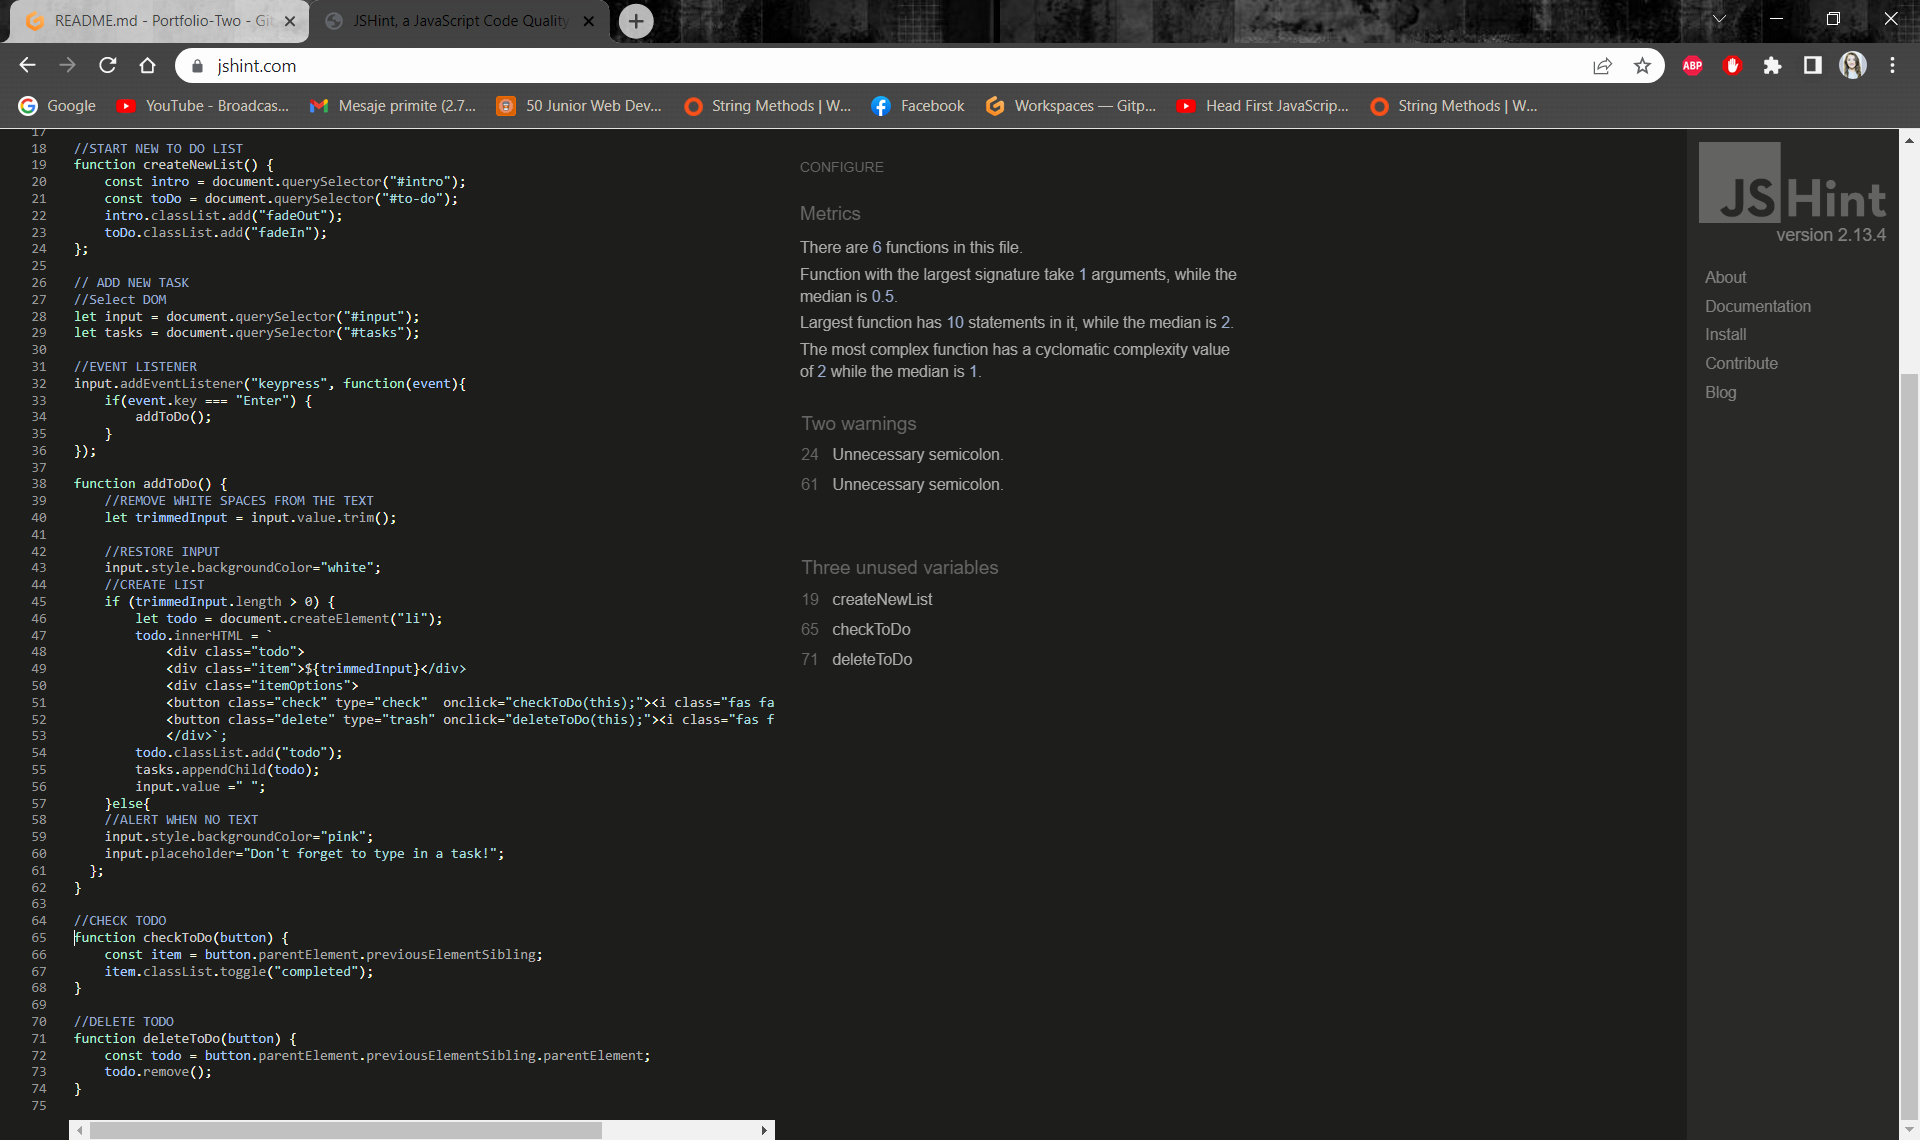 README.md - Portfolio-Two - Git
JSHint, a JavaScript Code Quality
jshint.com
ABP
Google
YouTube - Broadcas...
Mesaje primite (2.7...
50 Junior Web Dev...
String Methods | W...
Facebook
Workspaces — Gitp...
Head First JavaScrip...
String Methods | W...
17
18 //START NEW TO DO LIST
19 function createNewList() {
20 const intro = document.querySelector("#intro");
21 const toDo = document.querySelector("#to-do");
22 intro.classList.add("fadeOut");
23 toDo.classList.add("fadeIn");
24 };
25
26 // ADD NEW TASK
27 //Select DOM
28 let input = document.querySelector("#input");
29 let tasks = document.querySelector("#tasks");
30
31 //EVENT LISTENER
32 input.addEventListener("keypress", function(event){
33 if(event.key === "Enter") {
34 addToDo();
35 }
36 });
37
38 function addToDo() {
39 //REMOVE WHITE SPACES FROM THE TEXT
40 let trimmedInput = input.value.trim();
41
42 //RESTORE INPUT
43 input.style.backgroundColor="white";
44 //CREATE LIST
45 if (trimmedInput.length > 0) {
46 let todo = document.createElement("li");
47 todo.innerHTML = `
48 <div class="todo">
49 <div class="item">${trimmedInput}</div>
50 <div class="itemOptions">
51 <button class="check" type="check"  onclick="checkToDo(this);"><i class="fas fa
52 <button class="delete" type="trash" onclick="deleteToDo(this);"><i class="fas f
53 </div>`;
54 todo.classList.add("todo");
55 tasks.appendChild(todo);
56 input.value =" ";
57 }else{
58 //ALERT WHEN NO TEXT
59 input.style.backgroundColor="pink";
60 input.placeholder="Don't forget to type in a task!";
61 };
62 }
63
64 //CHECK TODO
65 function checkToDo(button) {
66 const item = button.parentElement.previousElementSibling;
67 item.classList.toggle("completed");
68 }
69
70 //DELETE TODO
71 function deleteToDo(button) {
72 const todo = button.parentElement.previousElementSibling.parentElement;
73 todo.remove();
74 }
75
CONFIGURE
Metrics
There are 6 functions in this file.
Function with the largest signature take 1 arguments, while the
median is 0.5.
Largest function has 10 statements in it, while the median is 2.
The most complex function has a cyclomatic complexity value
of 2 while the median is 1.
Two warnings
24 Unnecessary semicolon.
61 Unnecessary semicolon.
Three unused variables
19 createNewList
65 checkToDo
71 deleteToDo
JSHint
version 2.13.4
About
Documentation
Install
Contribute
Blog